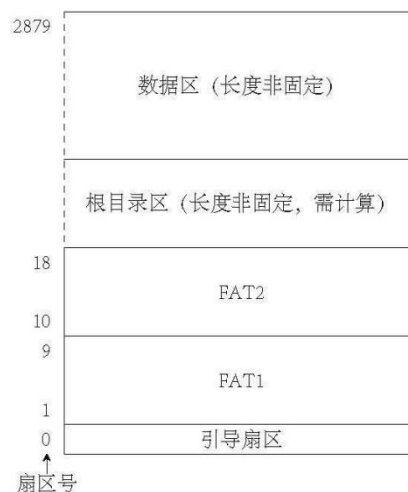 2879
数据区 (长度非固定)
根目录区 (长度非固定, 需计算)
18
FAT2
10
9
FAT1
1
0
引导扇区
扇区号